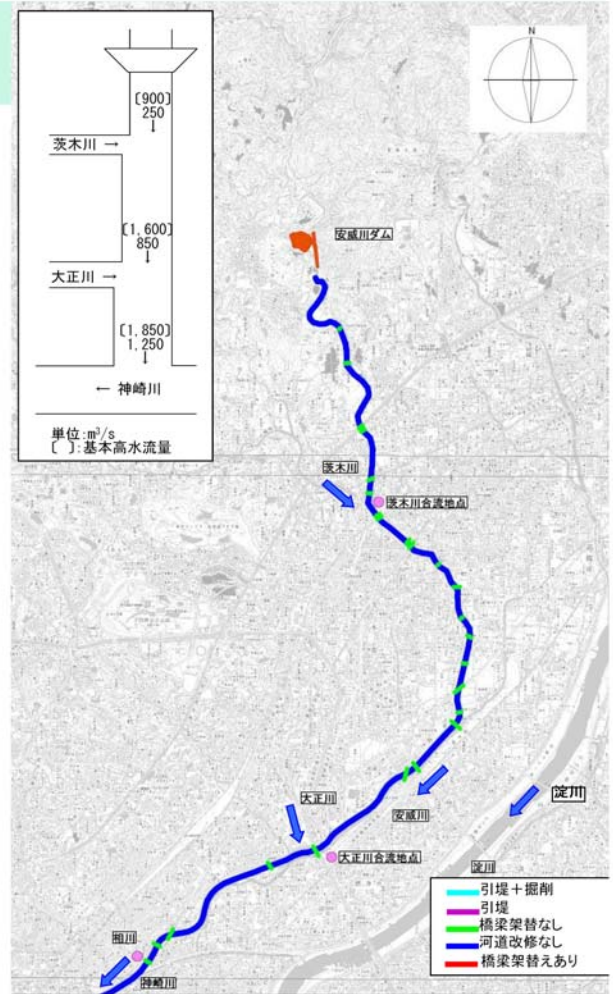 〔900〕
250
↓
茨木川 →
〔1,600〕
850
↓
大正川 →
〔1,850〕
1,250
↓
← 神崎川
単位:m³/s
〔 〕:基本高水流量
N
安威川ダム
茨木川
茨木川合流地点
大正川
安威川
淀川
大正川合流地点
淀川
相川
神崎川
引堤＋掘削
引堤
橋梁架替なし
河道改修なし
橋梁架替えあり